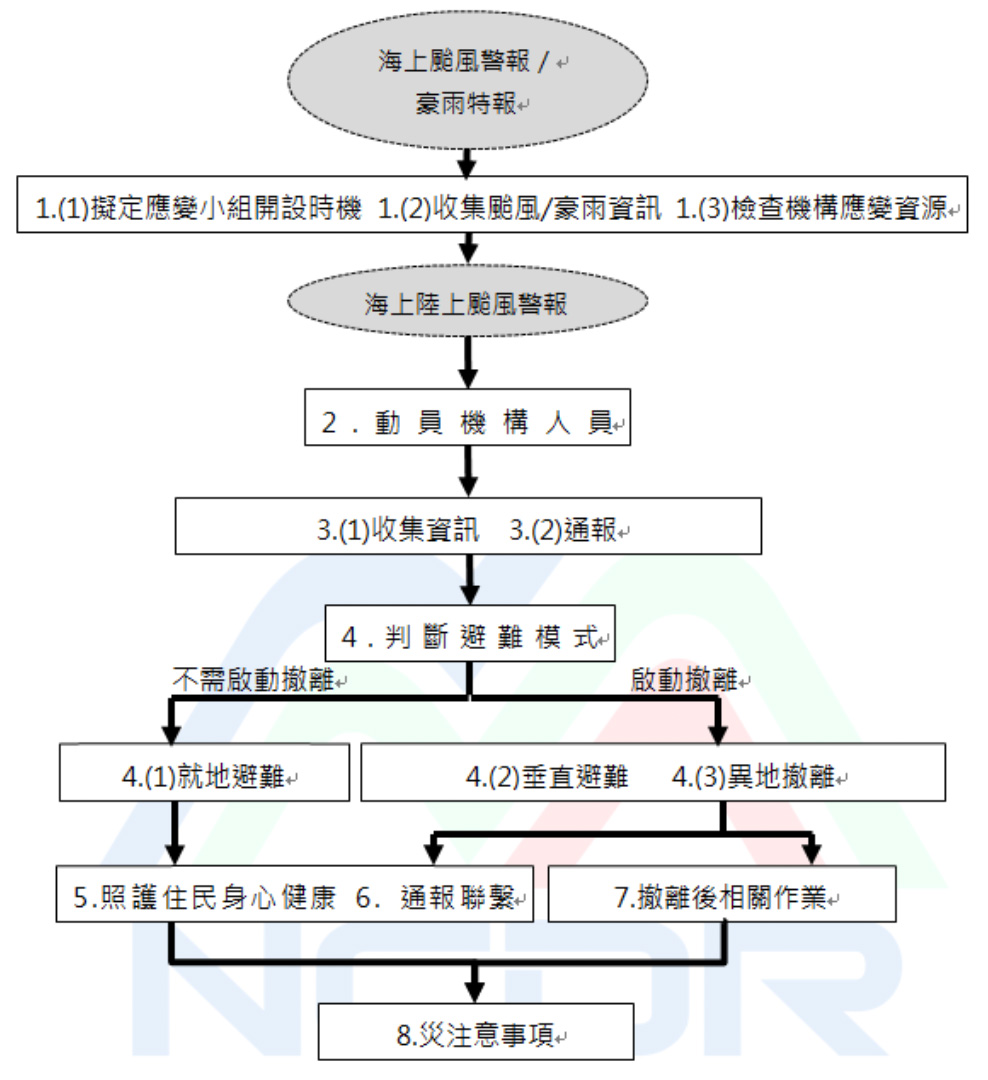 海上颱風警報 /
豪雨特報
1.(1)擬定應變小組開設時機 1.(2)收集颱風/豪雨資訊 1.(3)檢查機構應變資源
海上陸上颱風警報
2.動員機構人員
3.(1)收集資訊 3.(2)通報
4.判斷避難模式
不需啟動撤離 啟動撤離
4.(1)就地避難 4.(2)垂直避難 4.(3)異地撤離
5.照護住民身心健康 6. 通報聯繫 7.撤離後相關作業
8.災注意事項
NCDR